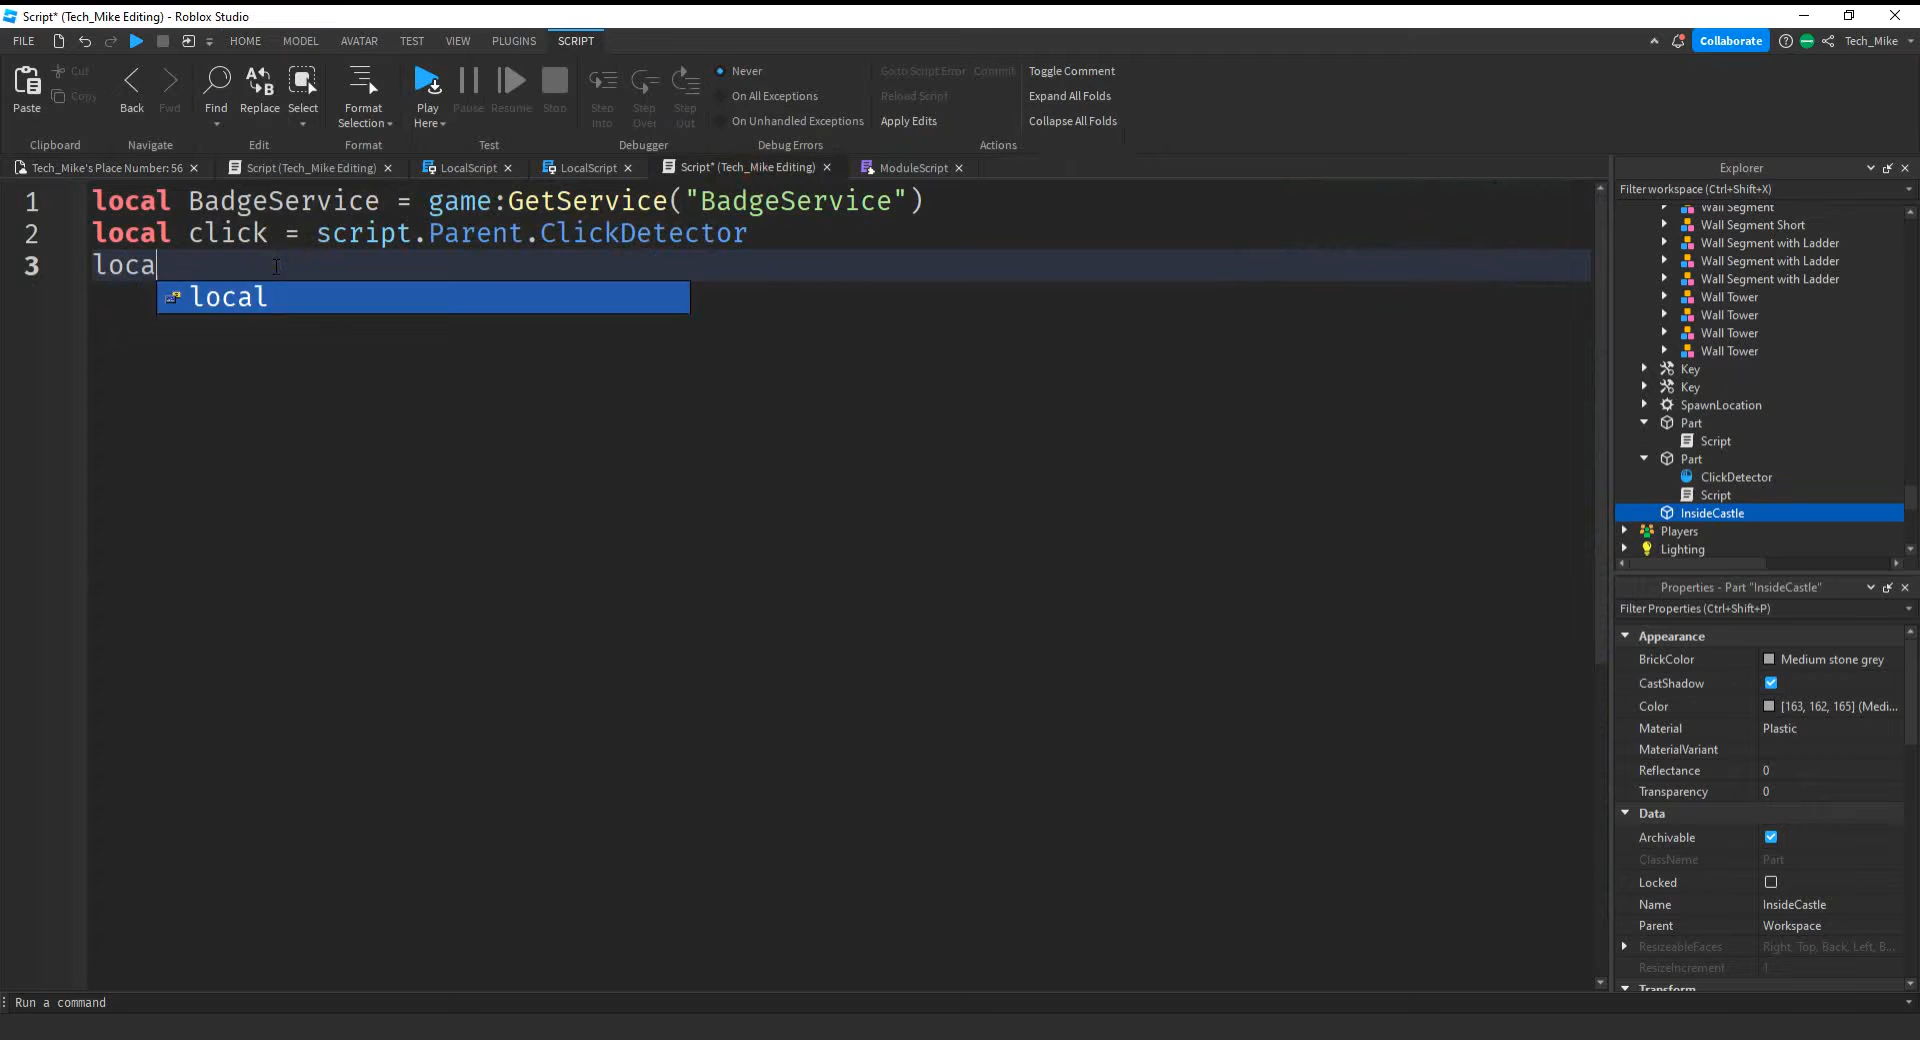 Script* (Tech_Mike Editing) - Roblox Studio
FILE HOME MODEL AVATAR TEST VIEW PLUGINS SCRIPT Collaborate Tech_Mike
Paste Cut Copy Back Fwd Find Replace Select Format Selection Play Here Pause Resume Stop Step Into Step Over Step Out
Never Go to Script Error Commit Toggle Comment
On All Exceptions Reload Script Expand All Folds
On Unhandled Exceptions Apply Edits Collapse All Folds
Clipboard Navigate Edit Format Test Debugger Debug Errors Actions
Tech_Mike's Place Number: 56 Script (Tech_Mike Editing) LocalScript LocalScript Script* (Tech_Mike Editing) ModuleScript
1 local BadgeService = game:GetService("BadgeService")
2 local click = script.Parent.ClickDetector
3 loca
local
Explorer
Filter workspace (Ctrl+Shift+X)
Wall Segment
Wall Segment Short
Wall Segment with Ladder
Wall Segment with Ladder
Wall Segment with Ladder
Wall Tower
Wall Tower
Wall Tower
Wall Tower
Key
Key
SpawnLocation
Part
Script
Part
ClickDetector
Script
InsideCastle
Players
Lighting
Properties - Part "InsideCastle"
Filter Properties (Ctrl+Shift+P)
Appearance
BrickColor Medium stone grey
CastShadow
Color [163, 162, 165] (Medi...
Material Plastic
MaterialVariant
Reflectance 0
Transparency 0
Data
Archivable
ClassName Part
Locked
Name InsideCastle
Parent Workspace
ResizeableFaces Right, Top, Back, Left, B...
ResizeIncrement 1
Transform
Run a command